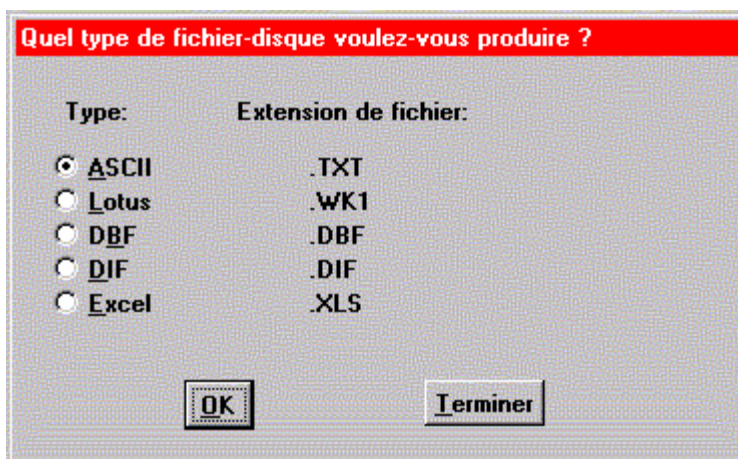 Quel type de fichier-disque voulez-vous produire ?
Type: Extension de fichier:
ASCII .TXT
Lotus .WK1
DBF .DBF
DIF .DIF
Excel .XLS
OK Terminer